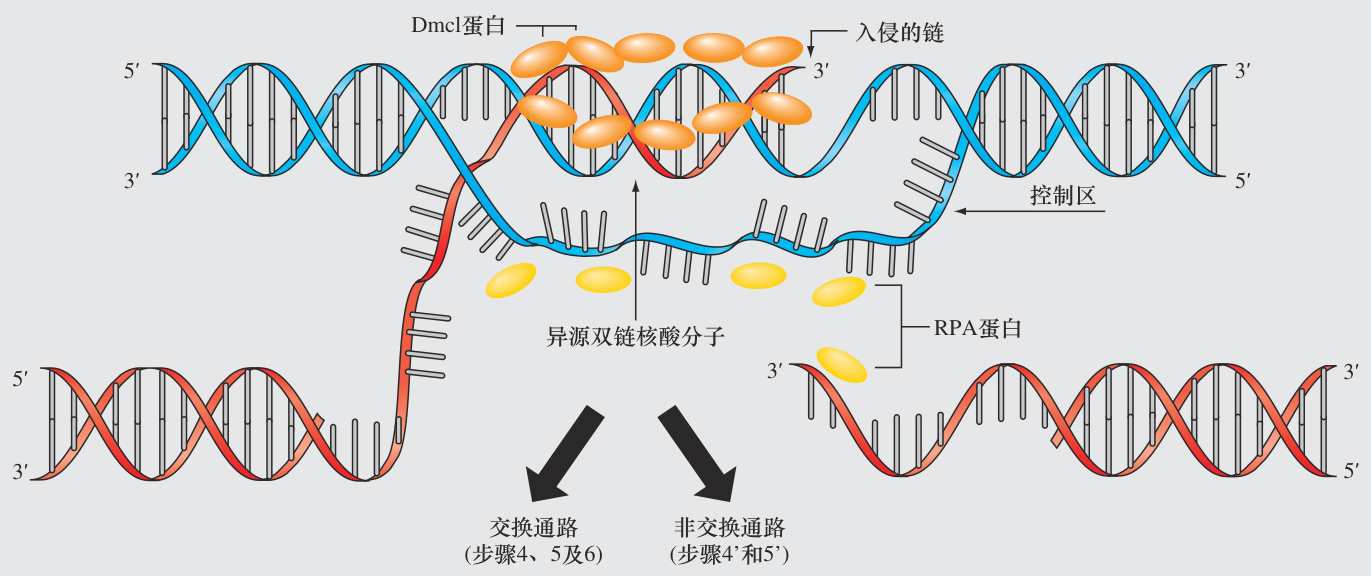 Dmcl蛋白
入侵的链
5′
3′
3′
3′
5′
控制区
异源双链核酸分子
RPA蛋白
5′
3′
3′
3′
5′
交换通路
(步骤4、5及6)
非交换通路
(步骤4’和5’)